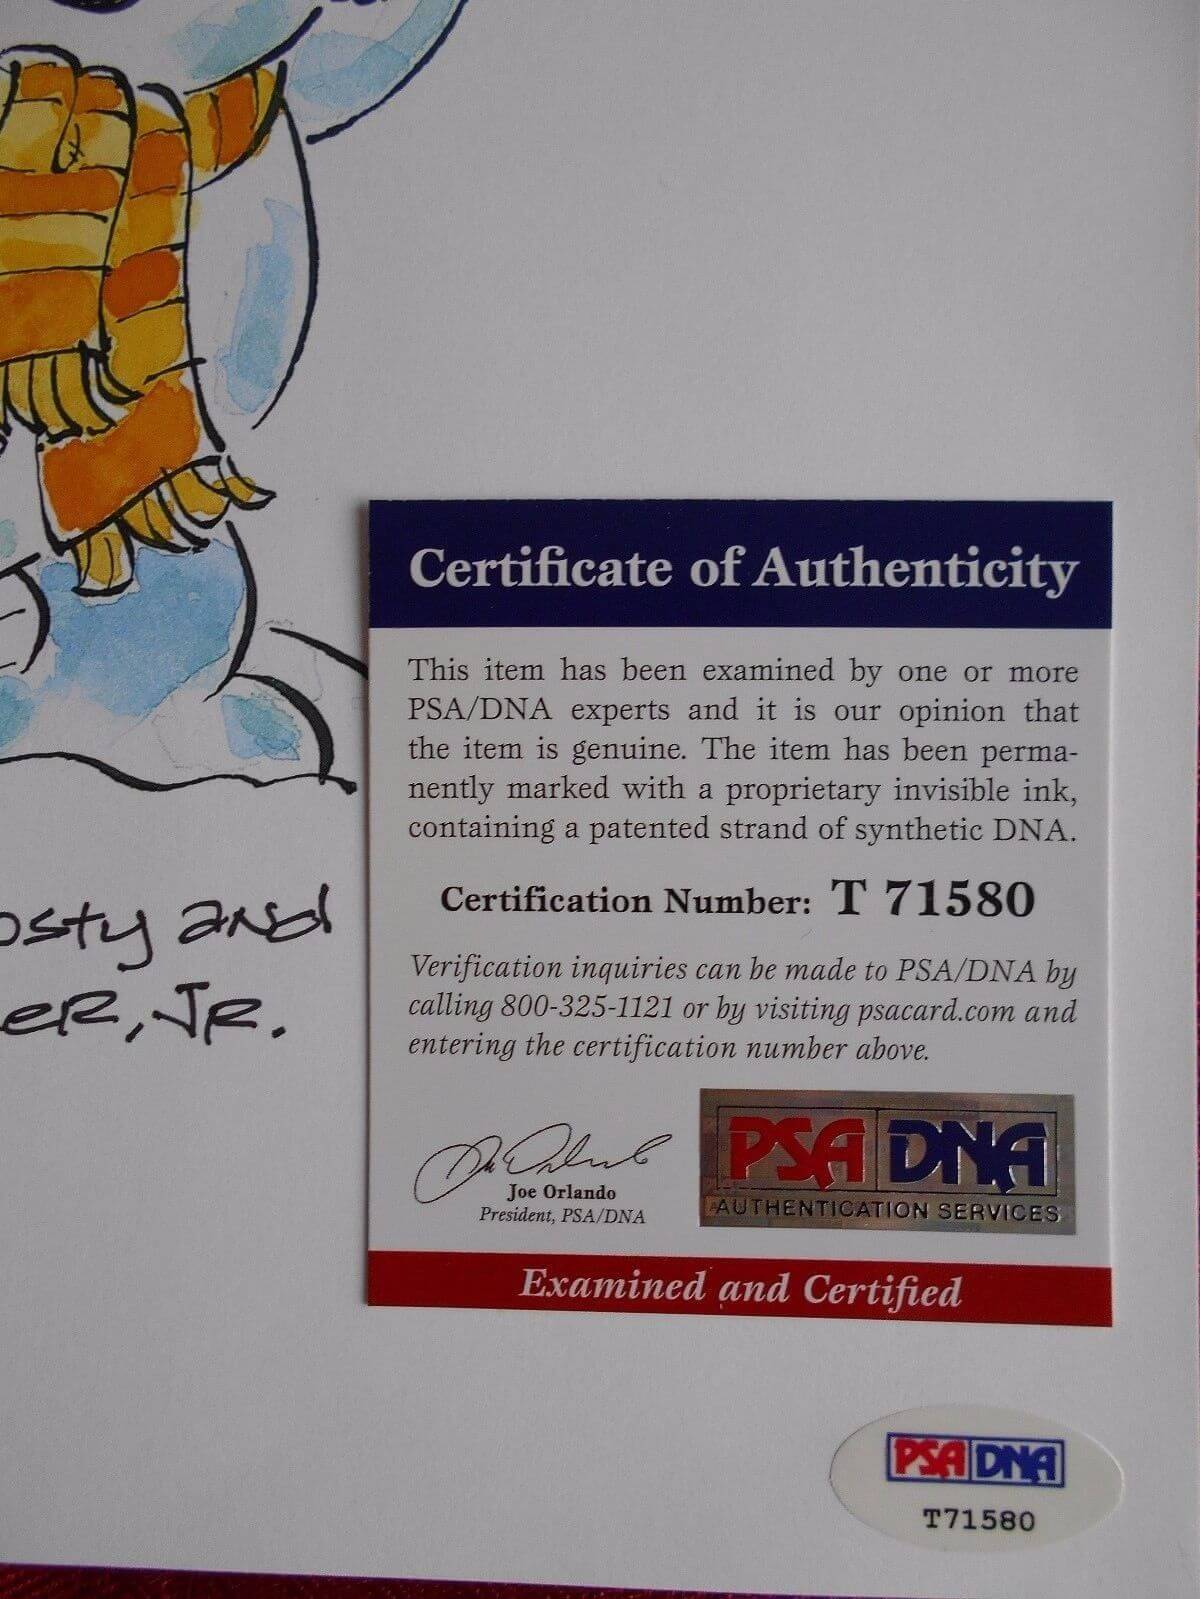 Certificate of Authenticity
This item has been examined by one or more
PSA/DNA experts and it is our opinion that
the item is genuine. The item has been perma-
nently marked with a proprietary invisible ink,
containing a patented strand of synthetic DNA.
Certification Number: T 71580
Verification inquiries can be made to PSA/DNA by
calling 800-325-1121 or by visiting psacard.com and
entering the certification number above.
osty and
er, Jr.
Joe Orlando
President, PSA/DNA
PSA DNA
AUTHENTICATION SERVICES
Examined and Certified
PSA DNA
T71580